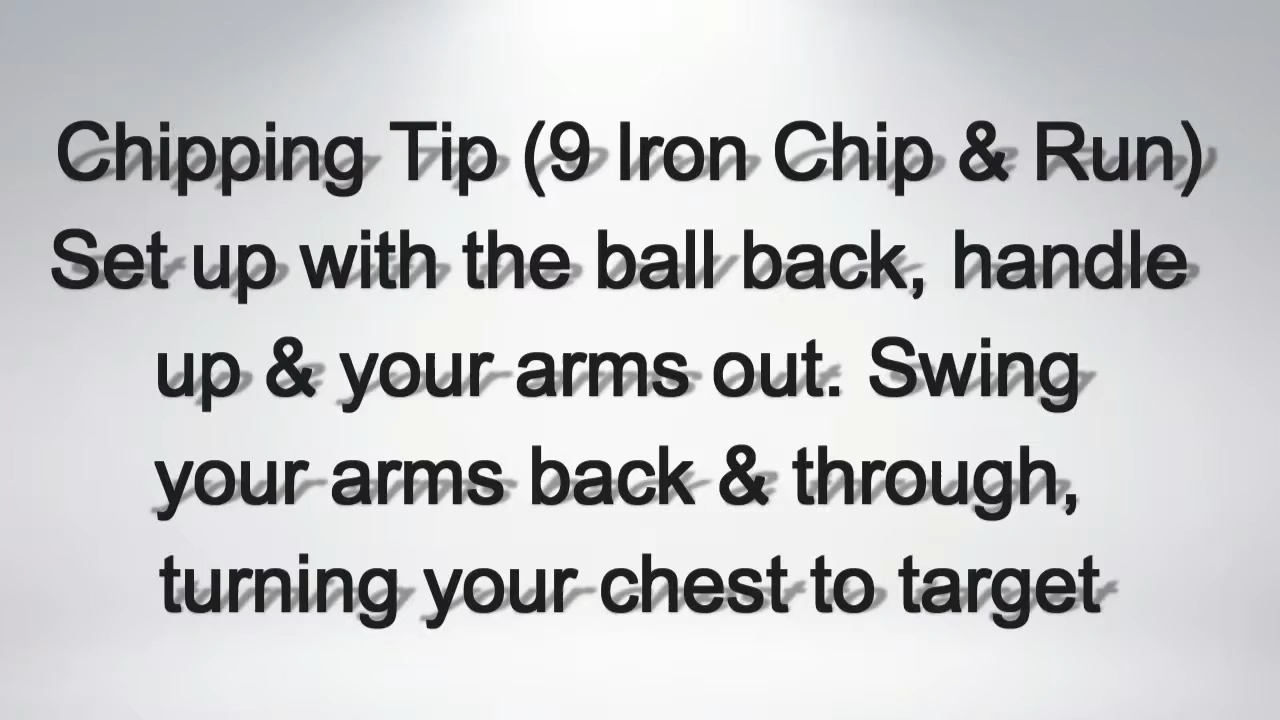 Chipping Tip (9 Iron Chip & Run)
Set up with the ball back, handle
up & your arms out. Swing
your arms back & through,
turning your chest to target